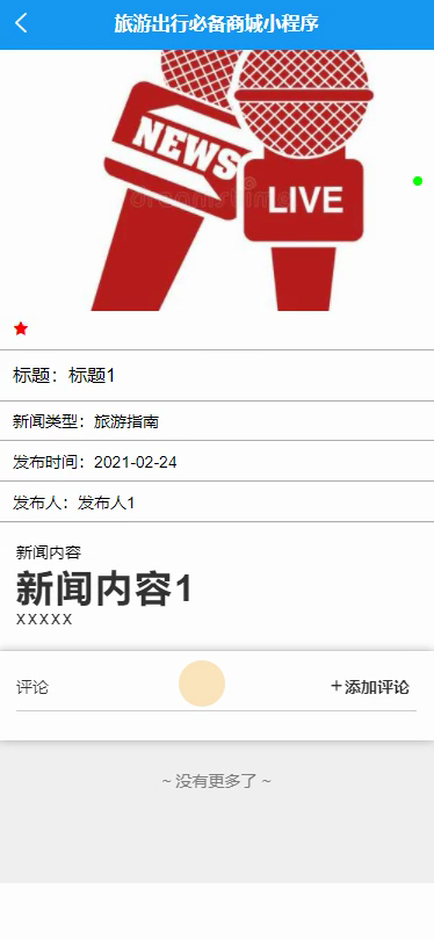 旅游出行必备商城小程序
NEWS
LIVE
dreamstime
标题：标题1
新闻类型：旅游指南
发布时间：2021-02-24
发布人：发布人1
新闻内容
新闻内容1
XXXXX
评论
+添加评论
~ 没有更多了 ~